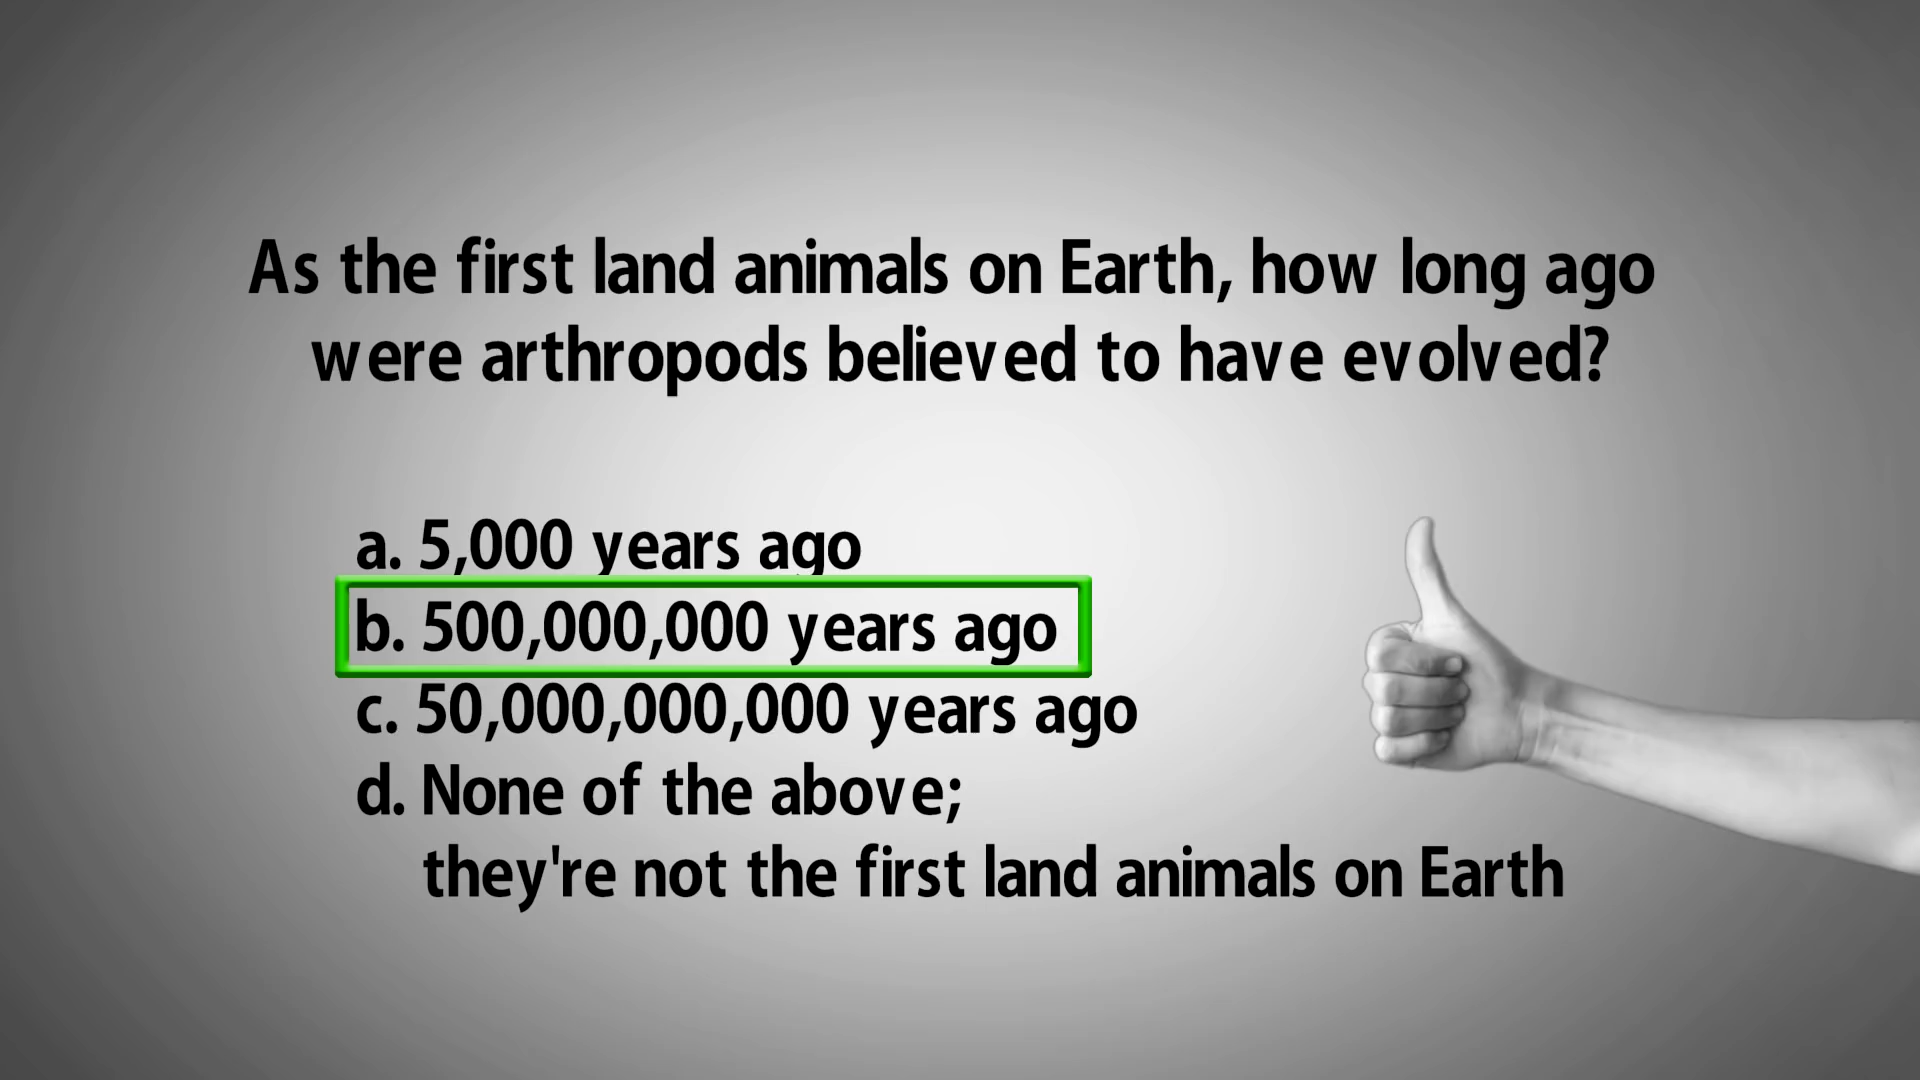 As the first land animals on Earth, how long ago
were arthropods believed to have evolved?
a. 5,000 years ago
b. 500,000,000 years ago
c. 50,000,000,000 years ago
d. None of the above;
they're not the first land animals on Earth